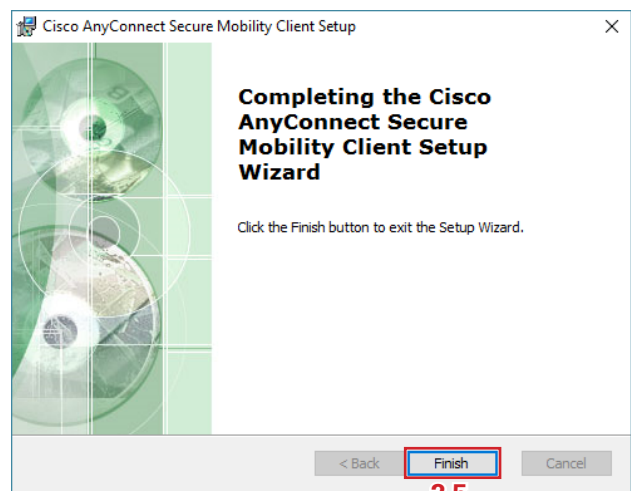 Cisco AnyConnect Secure Mobility Client Setup
Completing the Cisco
AnyConnect Secure
Mobility Client Setup
Wizard
Click the Finish button to exit the Setup Wizard.
< Back Finish Cancel